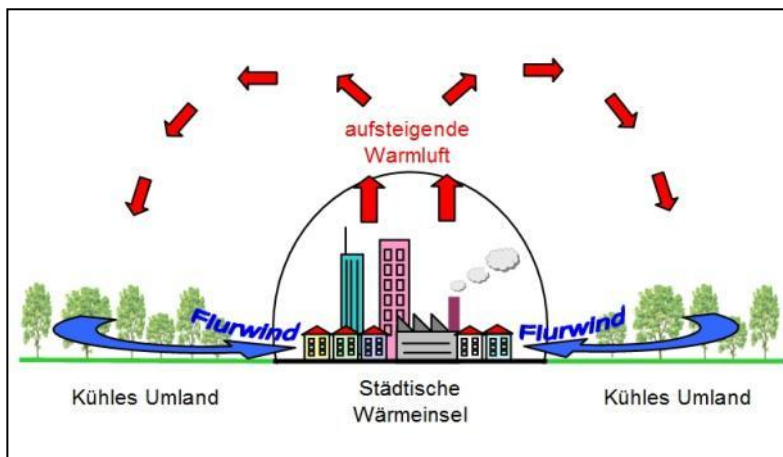 aufsteigende
Warmluft
Flurwind
Flurwind
Kühles Umland
Städtische
Wärmeinsel
Kühles Umland